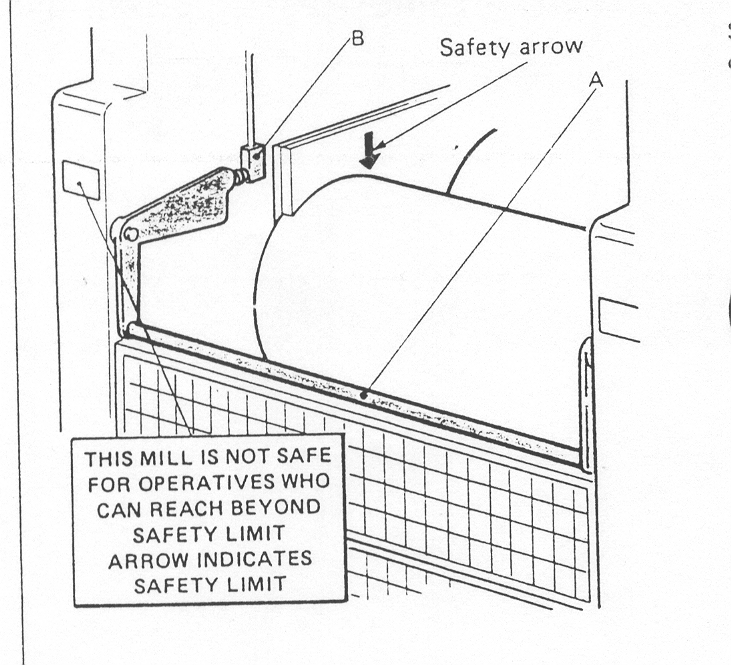 B
Safety arrow
A
THIS MILL IS NOT SAFE
FOR OPERATIVES WHO
CAN REACH BEYOND
SAFETY LIMIT
ARROW INDICATES
SAFETY LIMIT